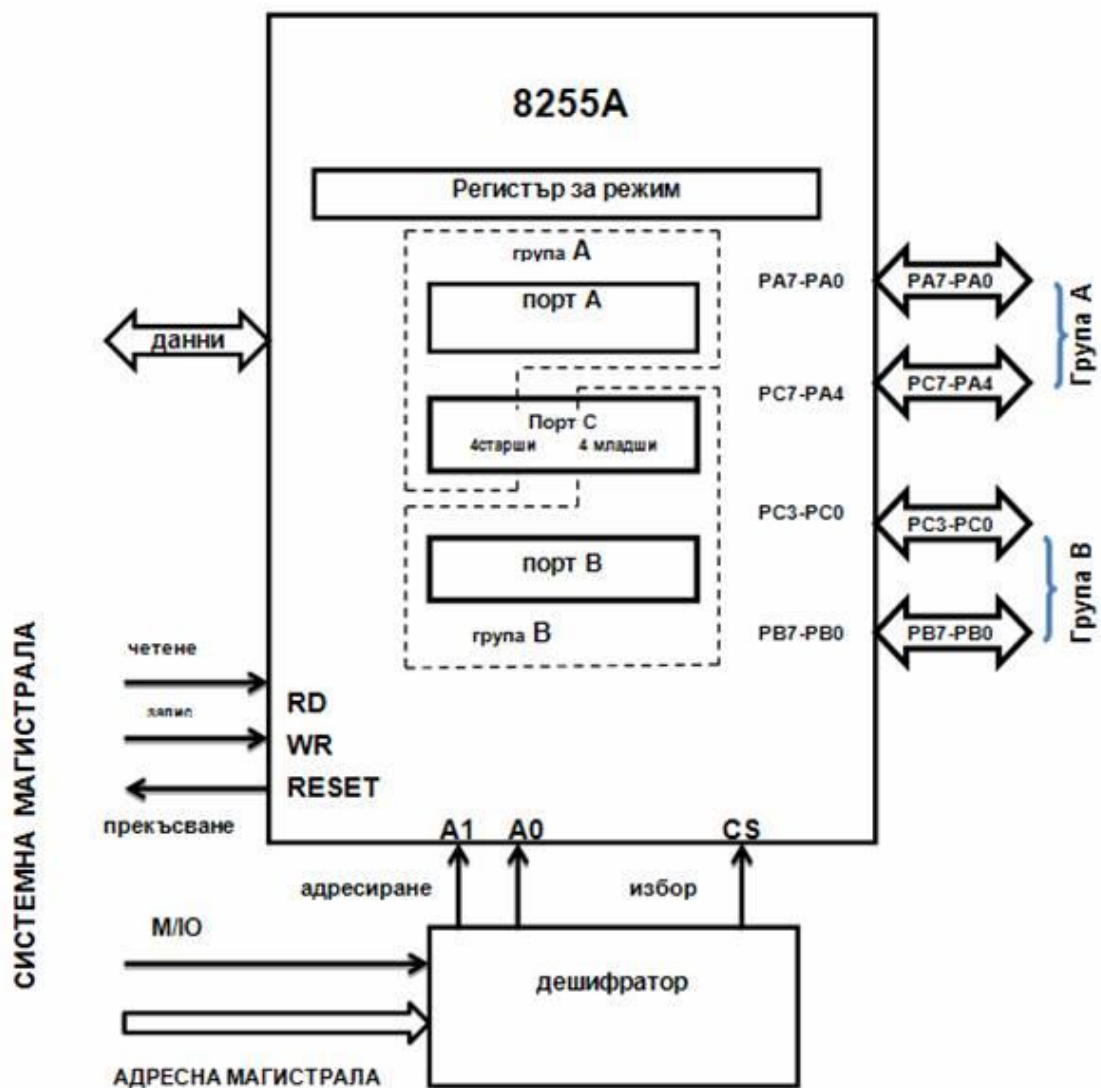 8255A
Регистър за режим
група A
порт A
Порт C
4старши 4 младши
порт B
група B
PA7-PA0
PC7-PA4
PC3-PC0
PB7-PB0
PA7-PA0
PC7-PA4
PC3-PC0
PB7-PB0
Група A
Група B
данни
СИСТЕМНА МАГИСТРАЛА
четене
RD
запис
WR
RESET
прекъсване
A1 A0 CS
адресиране избор
M/IO
дешифратор
АДРЕСНА МАГИСТРАЛА